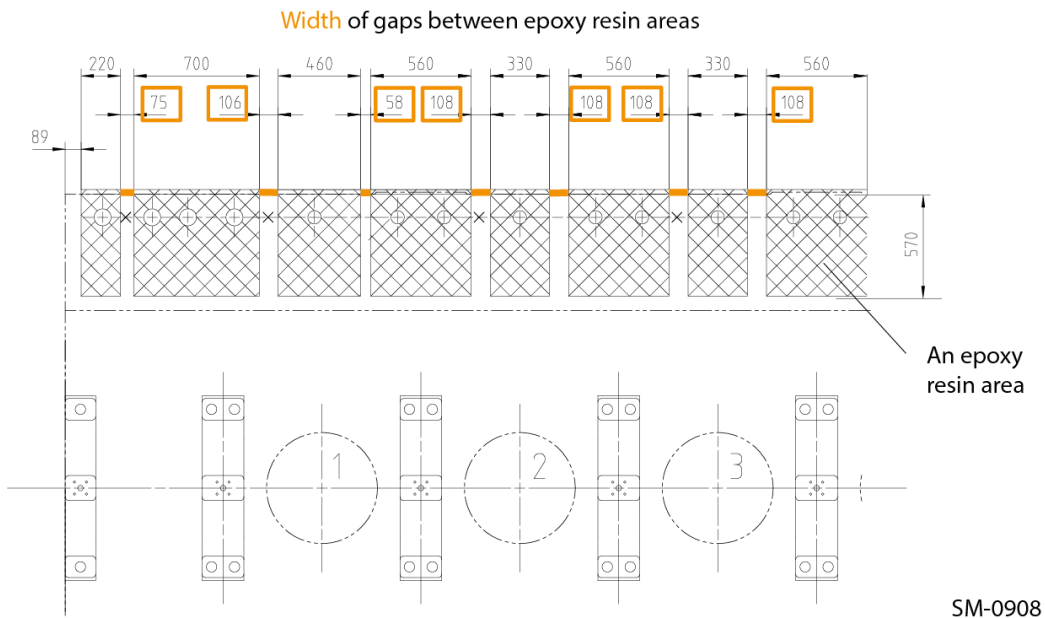 Width of gaps between epoxy resin areas
220 700 460 560 330 560 330 560
75 106 58 108 108 108 108
89
570
An epoxy
resin area
1 2 3
SM-0908